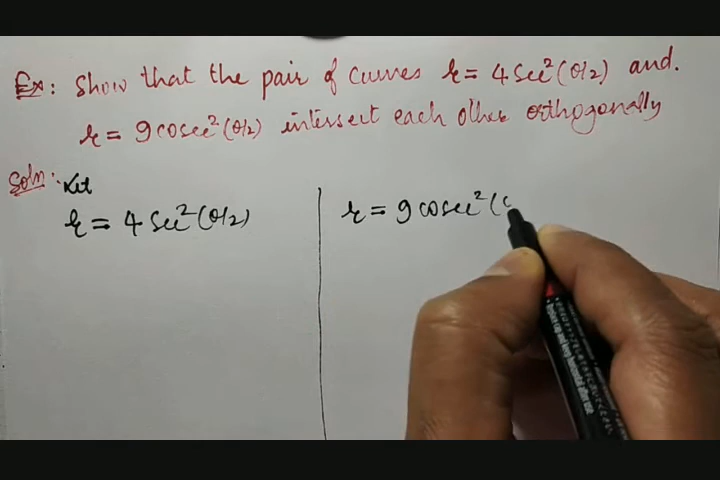 Ex: Show that the pair of curves r = 4 Sec²(θ/2) and.
r = 9 cosec²(θ/2) intersect each other orthogonally
Soln: Let
r = 4 Sec²(θ/2)
r = 9 cosec²(